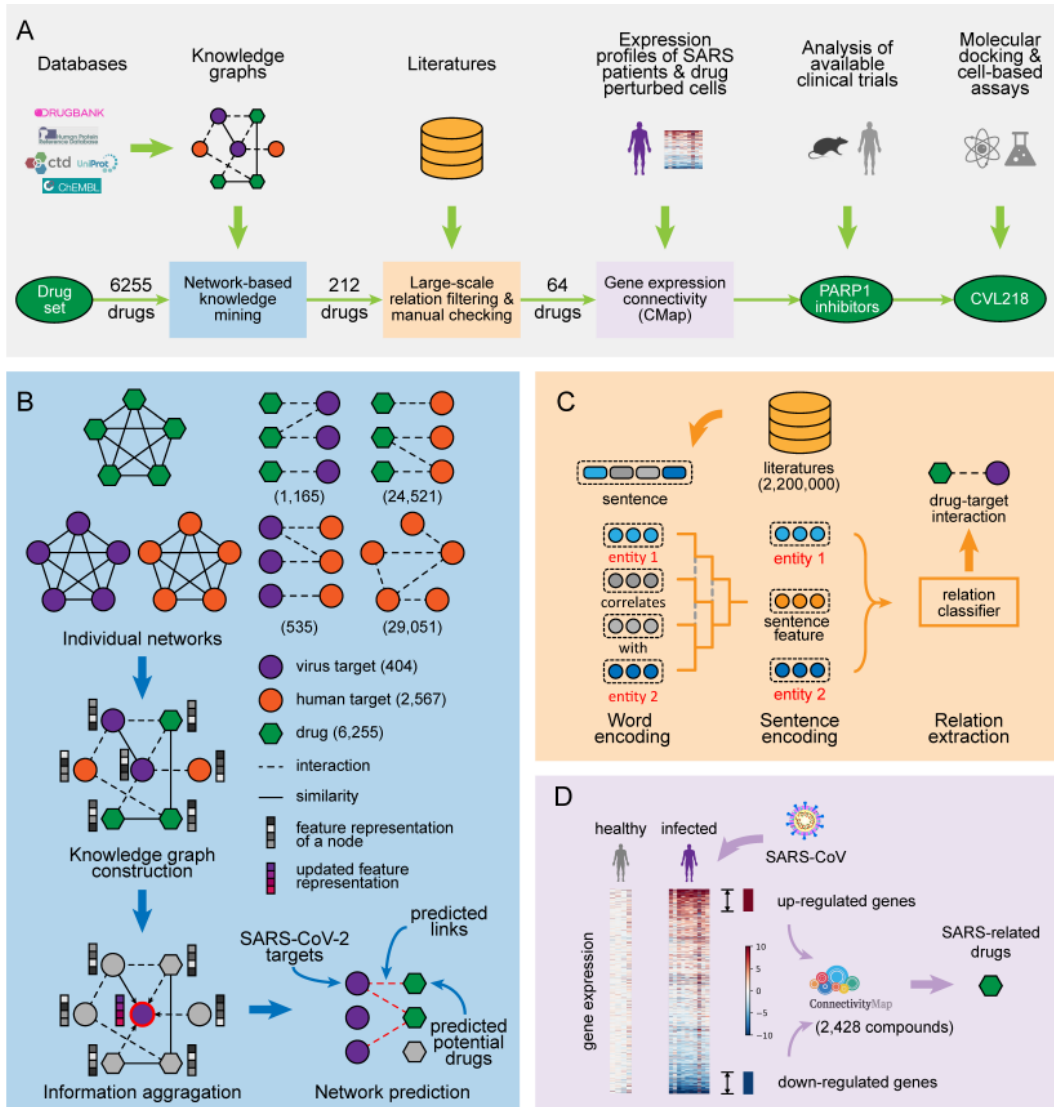 A
Databases
DRUGBANK
Human Protein
Reference Database
ctd
UniProt
ChEMBL
Knowledge
graphs
Literatures
Expression
profiles of SARS
patients & drug
perturbed cells
Analysis of
available
clinical trials
Molecular
docking &
cell-based
assays
Drug
set
6255
drugs
Network-based
knowledge
mining
212
drugs
Large-scale
relation filtering &
manual checking
64
drugs
Gene expression
connectivity
(CMap)
PARP1
inhibitors
CVL218
B
(1,165)
(24,521)
(535)
(29,051)
Individual networks
virus target (404)
human target (2,567)
drug (6,255)
interaction
similarity
feature representation
of a node
updated feature
representation
Knowledge graph
construction
SARS-CoV-2
targets
predicted
links
predicted
potential
drugs
Information aggragation
Network prediction
C
literatures
(2,200,000)
sentence
entity 1
correlates
with
entity 2
Word
encoding
entity 1
sentence
feature
entity 2
Sentence
encoding
drug-target
interaction
relation
classifier
Relation
extraction
D
healthy
infected
SARS-CoV
gene expression
up-regulated genes
10
5
0
−5
−10
ConnectivityMap
(2,428 compounds)
down-regulated genes
SARS-related
drugs